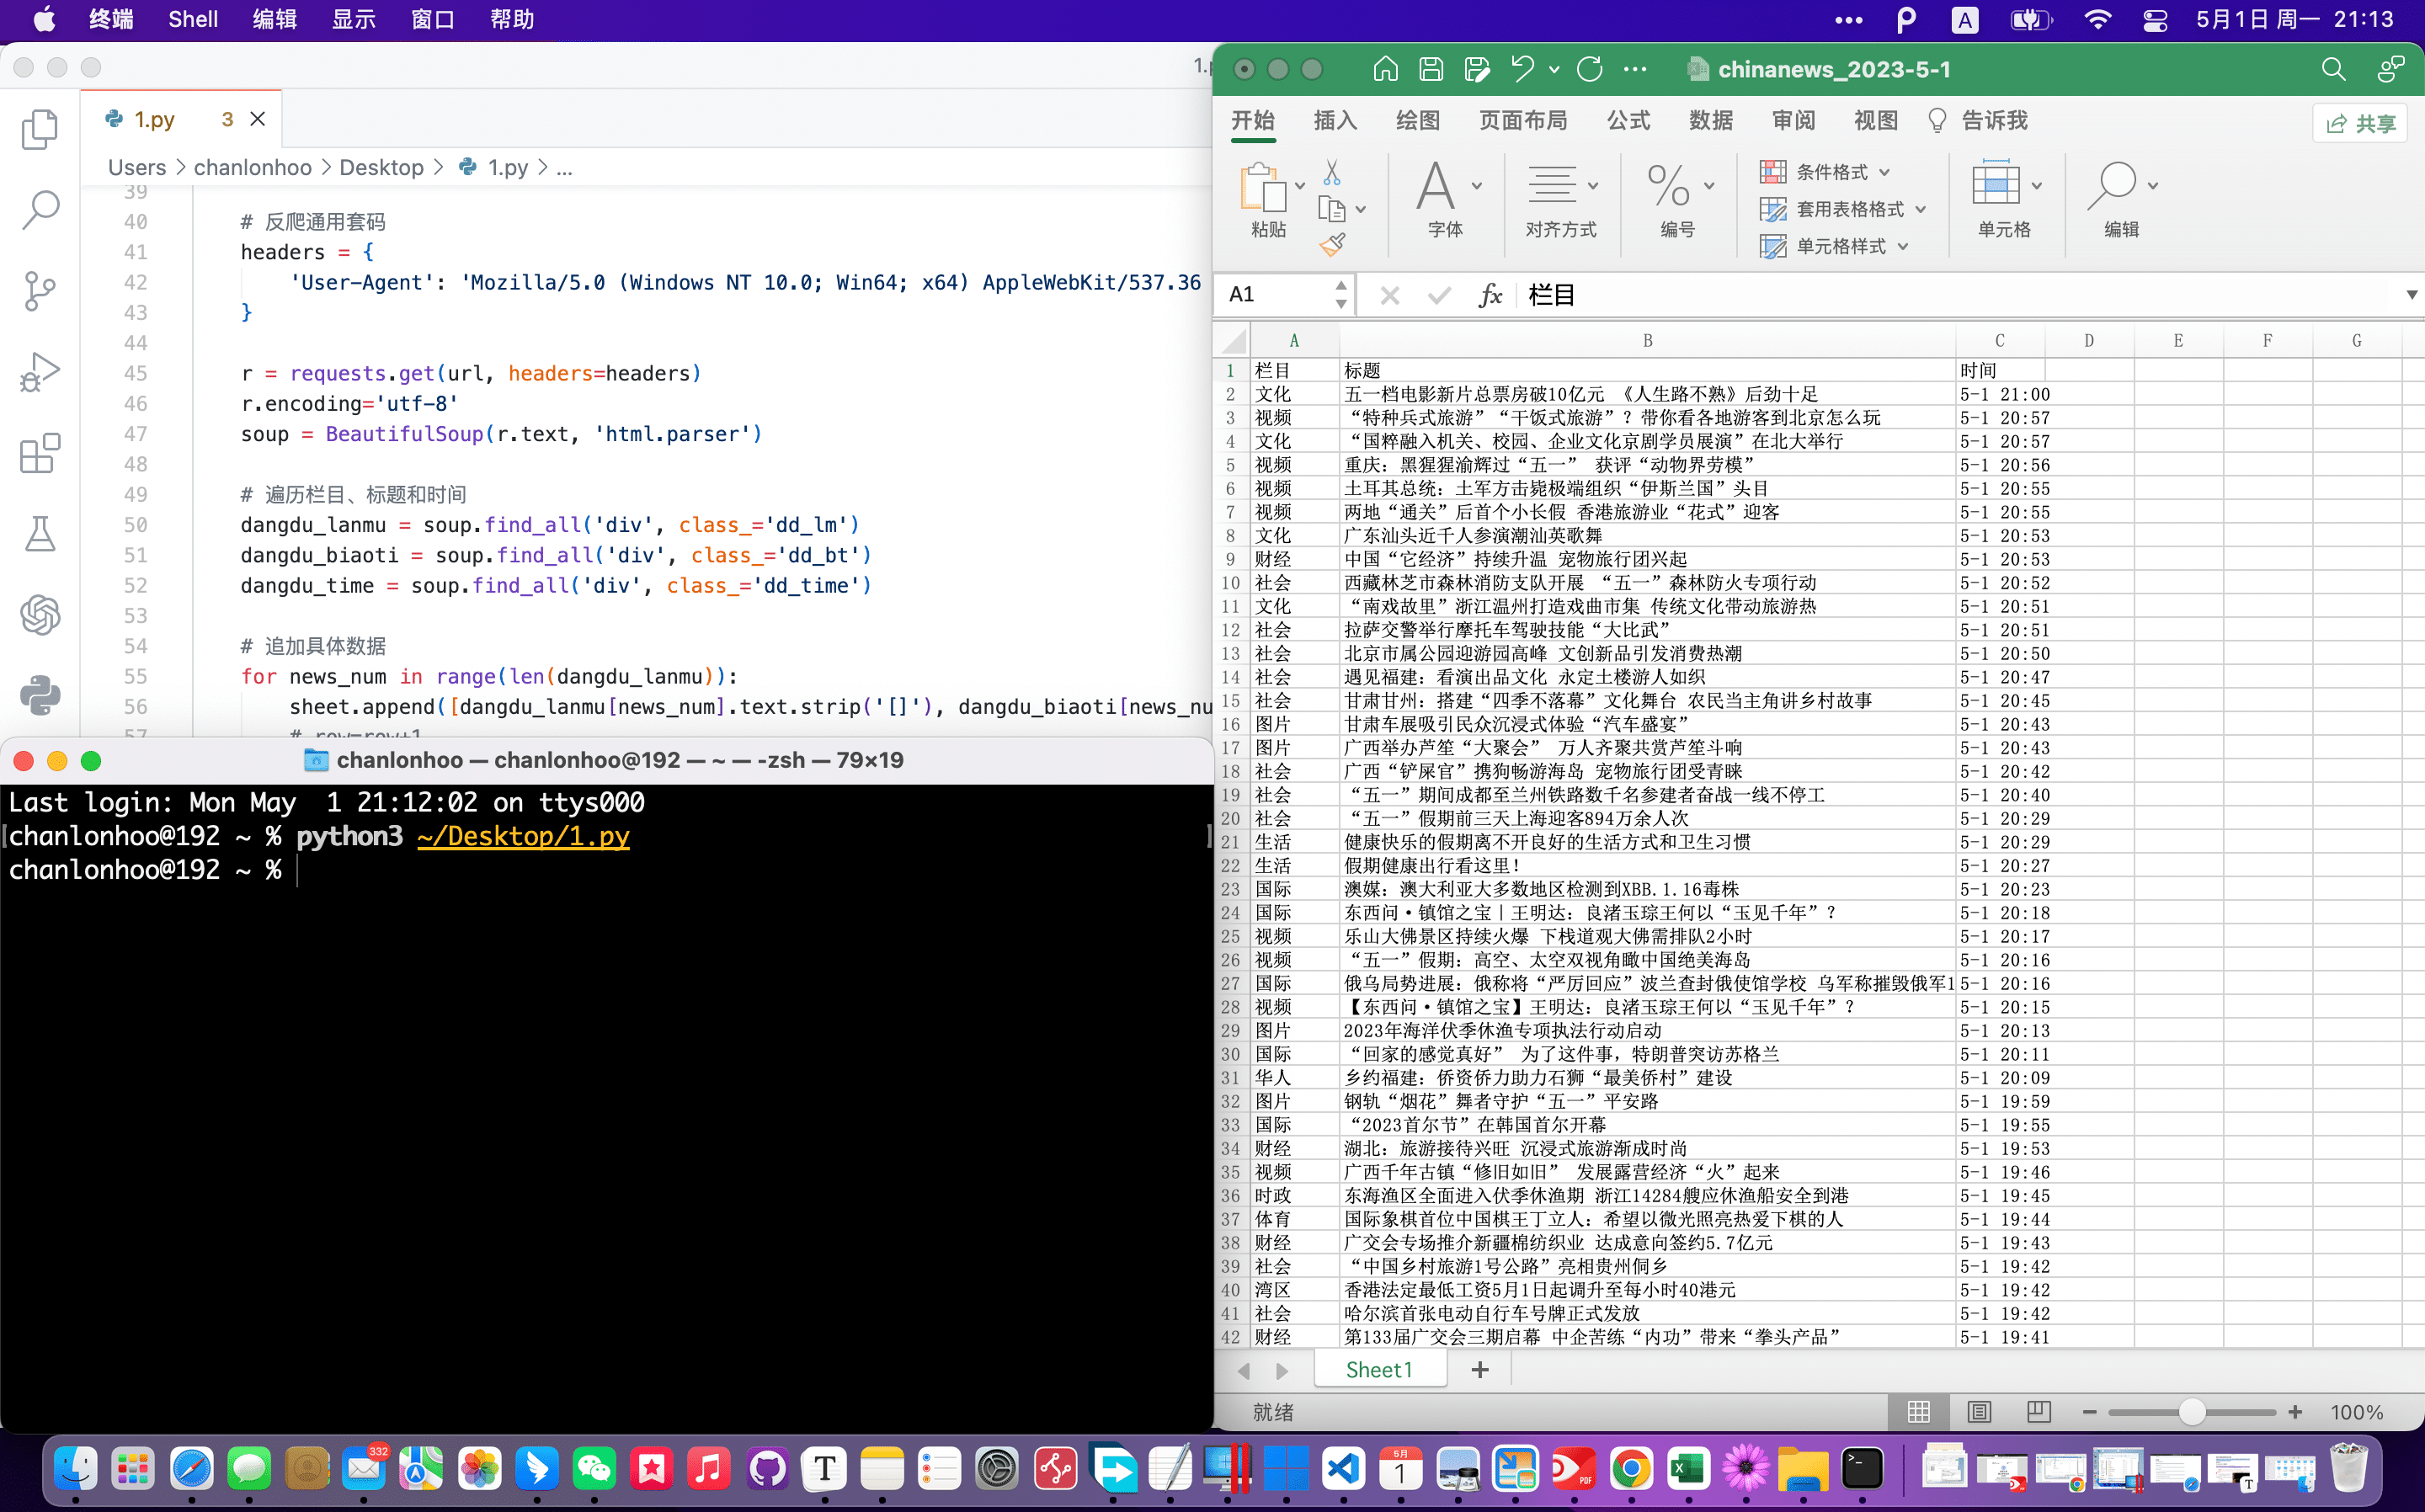 终端 Shell 编辑 显示 窗口 帮助
A 5月1日 周一 21:13
1.py 3
Users > chanlonhoo > Desktop > 1.py > ...
39
40 # 反爬通用套码
41 headers = {
42 'User-Agent': 'Mozilla/5.0 (Windows NT 10.0; Win64; x64) AppleWebKit/537.36
43 }
44
45 r = requests.get(url, headers=headers)
46 r.encoding='utf-8'
47 soup = BeautifulSoup(r.text, 'html.parser')
48
49 # 遍历栏目、标题和时间
50 dangdu_lanmu = soup.find_all('div', class_='dd_lm')
51 dangdu_biaoti = soup.find_all('div', class_='dd_bt')
52 dangdu_time = soup.find_all('div', class_='dd_time')
53
54 # 追加具体数据
55 for news_num in range(len(dangdu_lanmu)):
56 sheet.append([dangdu_lanmu[news_num].text.strip('[]'), dangdu_biaoti[news_nu
57 # row=row+1
chanlonhoo — chanlonhoo@192 — ~ — -zsh — 79×19
Last login: Mon May  1 21:12:02 on ttys000
chanlonhoo@192 ~ % python3 ~/Desktop/1.py
chanlonhoo@192 ~ %
chinanews_2023-5-1
开始 插入 绘图 页面布局 公式 数据 审阅 视图 告诉我 共享
粘贴 字体 对齐方式 编号 条件格式 套用表格格式 单元格样式 单元格 编辑
A1 fx 栏目
A B C D E F G
1 栏目 标题 时间
2 文化 五一档电影新片总票房破10亿元 《人生路不熟》后劲十足 5-1 21:00
3 视频 “特种兵式旅游”“干饭式旅游”？带你看各地游客到北京怎么玩 5-1 20:57
4 文化 “国粹融入机关、校园、企业文化京剧学员展演”在北大举行 5-1 20:57
5 视频 重庆：黑猩猩渝辉过“五一” 获评“动物界劳模” 5-1 20:56
6 视频 土耳其总统：土军方击毙极端组织“伊斯兰国”头目 5-1 20:55
7 视频 两地“通关”后首个小长假 香港旅游业“花式”迎客 5-1 20:55
8 文化 广东汕头近千人参演潮汕英歌舞 5-1 20:53
9 财经 中国“它经济”持续升温 宠物旅行团兴起 5-1 20:53
10 社会 西藏林芝市森林消防支队开展 “五一”森林防火专项行动 5-1 20:52
11 文化 “南戏故里”浙江温州打造戏曲市集 传统文化带动旅游热 5-1 20:51
12 社会 拉萨交警举行摩托车驾驶技能“大比武” 5-1 20:51
13 社会 北京市属公园迎游园高峰 文创新品引发消费热潮 5-1 20:50
14 社会 遇见福建：看演出品文化 永定土楼游人如织 5-1 20:47
15 社会 甘肃甘州：搭建“四季不落幕”文化舞台 农民当主角讲乡村故事 5-1 20:45
16 图片 甘肃车展吸引民众沉浸式体验“汽车盛宴” 5-1 20:43
17 图片 广西举办芦笙“大聚会” 万人齐聚共赏芦笙斗响 5-1 20:43
18 社会 广西“铲屎官”携狗畅游海岛 宠物旅行团受青睐 5-1 20:42
19 社会 “五一”期间成都至兰州铁路数千名参建者奋战一线不停工 5-1 20:40
20 社会 “五一”假期前三天上海迎客894万余人次 5-1 20:29
21 生活 健康快乐的假期离不开良好的生活方式和卫生习惯 5-1 20:29
22 生活 假期健康出行看这里！ 5-1 20:27
23 国际 澳媒：澳大利亚大多数地区检测到XBB.1.16毒株 5-1 20:23
24 国际 东西问·镇馆之宝丨王明达：良渚玉琮王何以“玉见千年”？ 5-1 20:18
25 视频 乐山大佛景区持续火爆 下栈道观大佛需排队2小时 5-1 20:17
26 视频 “五一”假期：高空、太空双视角瞰中国绝美海岛 5-1 20:16
27 国际 俄乌局势进展：俄称将“严厉回应”波兰查封俄使馆学校 乌军称摧毁俄军1 5-1 20:16
28 视频 【东西问·镇馆之宝】王明达：良渚玉琮王何以“玉见千年”？ 5-1 20:15
29 图片 2023年海洋伏季休渔专项执法行动启动 5-1 20:13
30 国际 “回家的感觉真好” 为了这件事，特朗普突访苏格兰 5-1 20:11
31 华人 乡约福建：侨资侨力助力石狮“最美侨村”建设 5-1 20:09
32 图片 钢轨“烟花”舞者守护“五一”平安路 5-1 19:59
33 国际 “2023首尔节”在韩国首尔开幕 5-1 19:55
34 财经 湖北：旅游接待兴旺 沉浸式旅游渐成时尚 5-1 19:53
35 视频 广西千年古镇“修旧如旧” 发展露营经济“火”起来 5-1 19:46
36 时政 东海渔区全面进入伏季休渔期 浙江14284艘应休渔船安全到港 5-1 19:45
37 体育 国际象棋首位中国棋王丁立人：希望以微光照亮热爱下棋的人 5-1 19:44
38 财经 广交会专场推介新疆棉纺织业 达成意向签约5.7亿元 5-1 19:43
39 社会 “中国乡村旅游1号公路”亮相贵州侗乡 5-1 19:42
40 湾区 香港法定最低工资5月1日起调升至每小时40港元 5-1 19:42
41 社会 哈尔滨首张电动自行车号牌正式发放 5-1 19:42
42 财经 第133届广交会三期启幕 中企苦练“内功”带来“拳头产品” 5-1 19:41
Sheet1
就绪 100%
332 5月 1